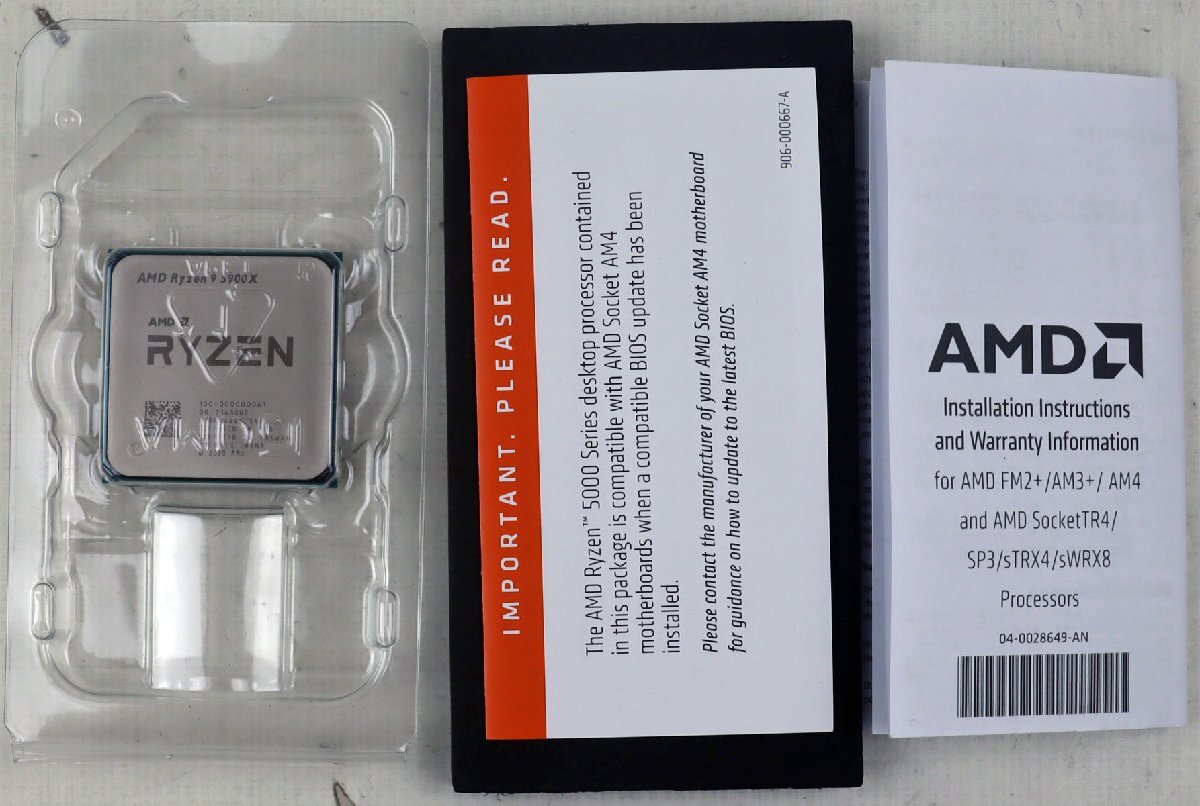 AMD Ryzen 9 5900X
AMD
RYZEN
100-000000061
© 2020 AMD
IMPORTANT. PLEASE READ.
The AMD Ryzen™ 5000 Series desktop processor contained
in this package is compatible with AMD Socket AM4
motherboards when a compatible BIOS update has been
installed.
Please contact the manufacturer of your AMD Socket AM4 motherboard
for guidance on how to update to the latest BIOS.
906-000667-A
AMD
Installation Instructions
and Warranty Information
for AMD FM2+/AM3+/ AM4
and AMD SocketTR4/
SP3/sTRX4/sWRX8
Processors
04-0028649-AN